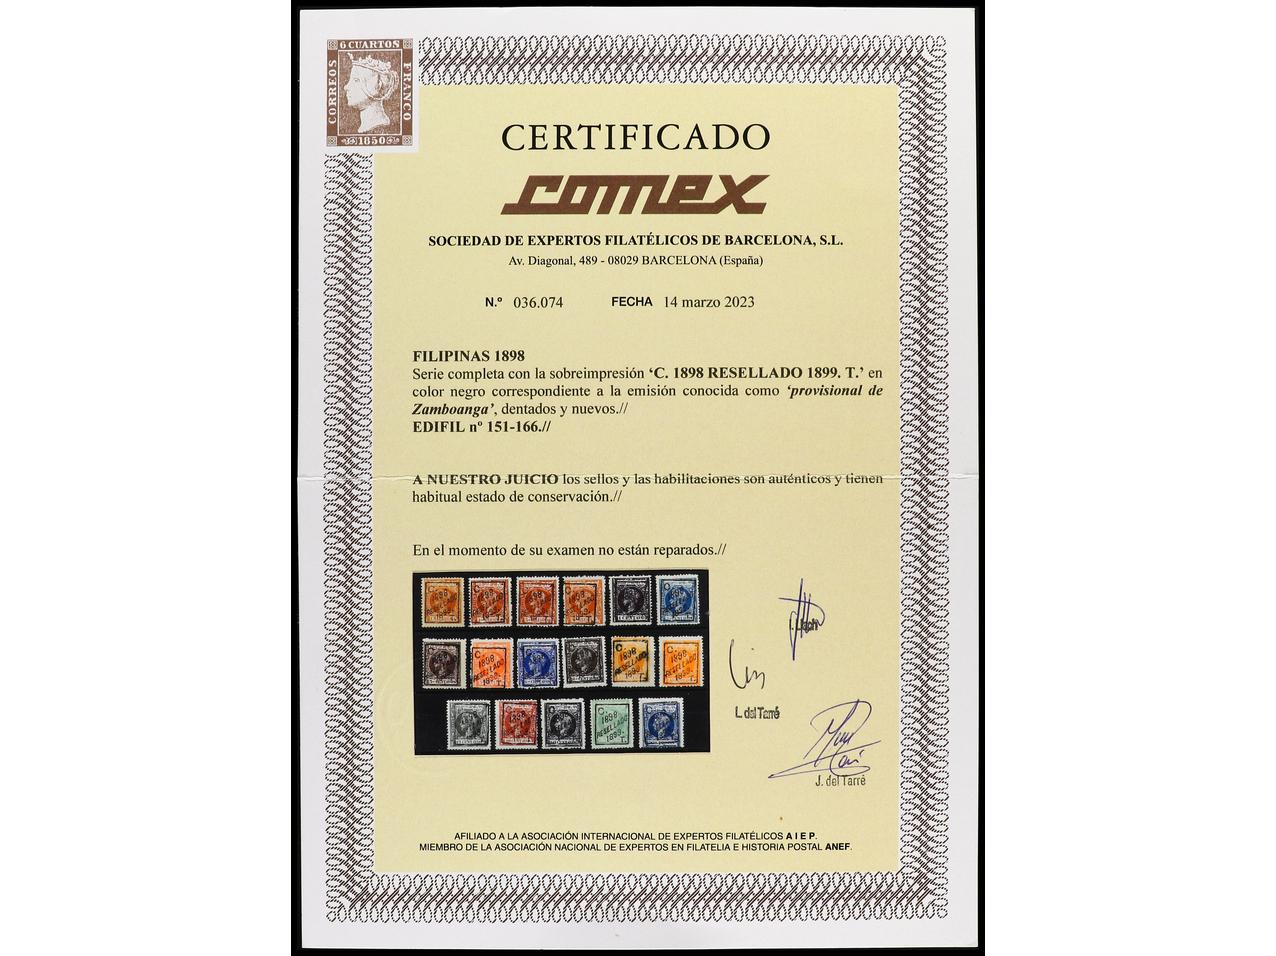 6 CUARTOS
CORREOS
FRANCO
1850
CERTIFICADO
comex
SOCIEDAD DE EXPERTOS FILATÉLICOS DE BARCELONA, S.L.
Av. Diagonal, 489 - 08029 BARCELONA (España)
N.º 036.074 FECHA 14 marzo 2023
FILIPINAS 1898
Serie completa con la sobreimpresión ‘C. 1898 RESELLADO 1899. T.’ en
color negro correspondiente a la emisión conocida como ‘provisional de
Zamboanga’, dentados y nuevos.//
EDIFIL nº 151-166.//
A NUESTRO JUICIO los sellos y las habilitaciones son auténticos y tienen
habitual estado de conservación.//
En el momento de su examen no están reparados.//
L. del Tarré
J. del Tarré
AFILIADO A LA ASOCIACIÓN INTERNACIONAL DE EXPERTOS FILATÉLICOS A I E P.
MIEMBRO DE LA ASOCIACIÓN NACIONAL DE EXPERTOS EN FILATELIA E HISTORIA POSTAL ANEF.